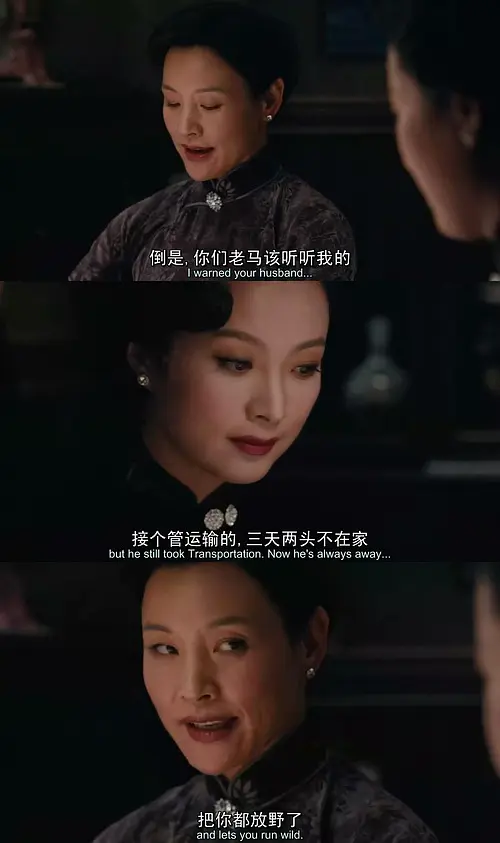 倒是,你们老马该听听我的
I warned your husband...
接个管运输的,三天两头不在家
but he still took Transportation. Now he's always away...
把你都放野了
and lets you run wild.